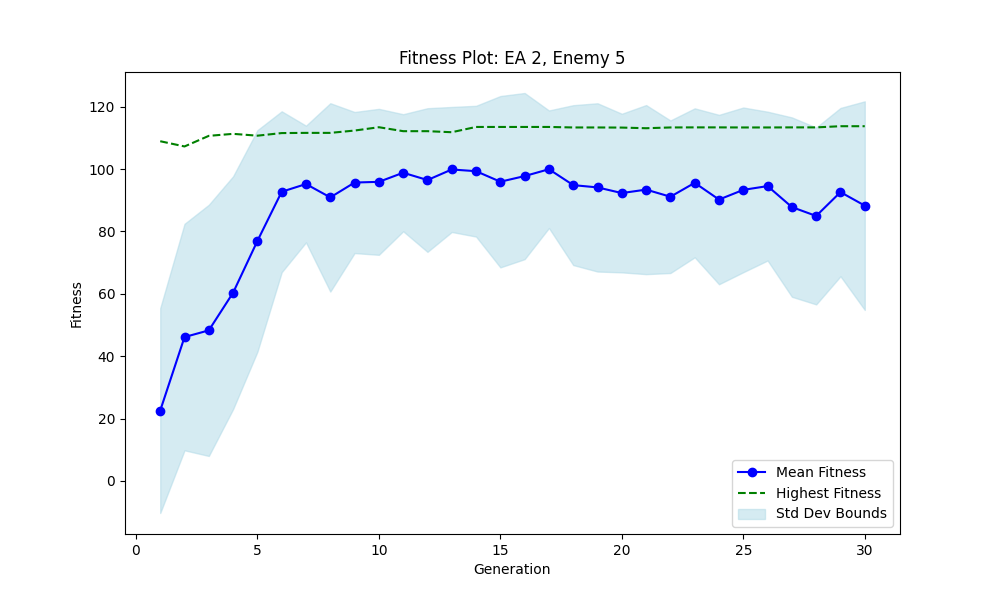 Fitness Plot: EA 2, Enemy 5
120
100
80
60
40
20
0
Fitness
0 5 10 15 20 25 30
Generation
Mean Fitness
Highest Fitness
Std Dev Bounds